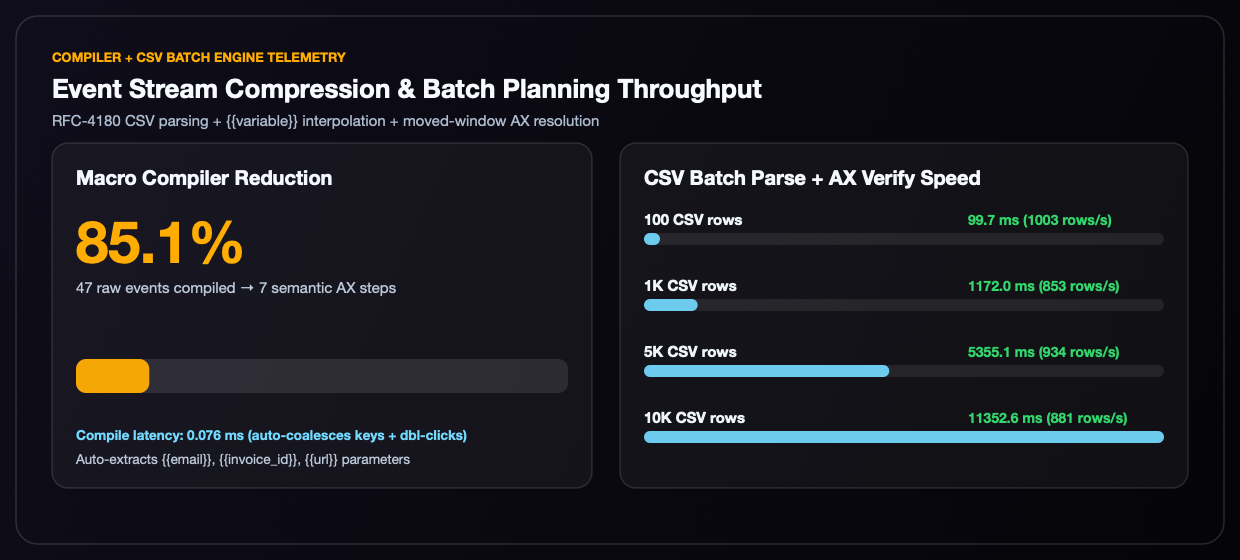 COMPILER + CSV BATCH ENGINE TELEMETRY
Event Stream Compression & Batch Planning Throughput
RFC-4180 CSV parsing + {{variable}} interpolation + moved-window AX resolution
Macro Compiler Reduction
85.1%
47 raw events compiled → 7 semantic AX steps
Compile latency: 0.076 ms (auto-coalesces keys + dbl-clicks)
Auto-extracts {{email}}, {{invoice_id}}, {{url}} parameters
CSV Batch Parse + AX Verify Speed
100 CSV rows 99.7 ms (1003 rows/s)
1K CSV rows 1172.0 ms (853 rows/s)
5K CSV rows 5355.1 ms (934 rows/s)
10K CSV rows 11352.6 ms (881 rows/s)